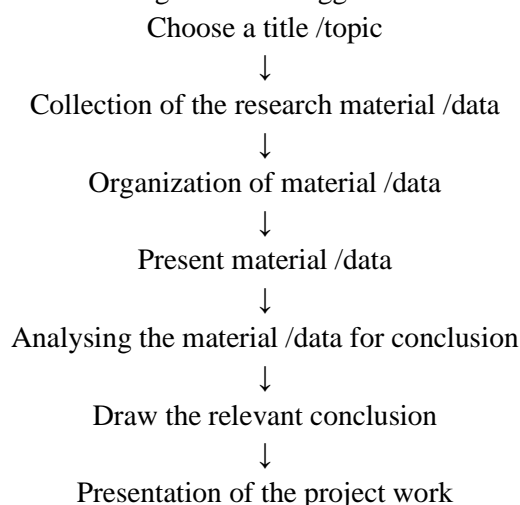 Choose a title /topic
↓
Collection of the research material /data
↓
Organization of material /data
↓
Present material /data
↓
Analysing the material /data for conclusion
↓
Draw the relevant conclusion
↓
Presentation of the project work